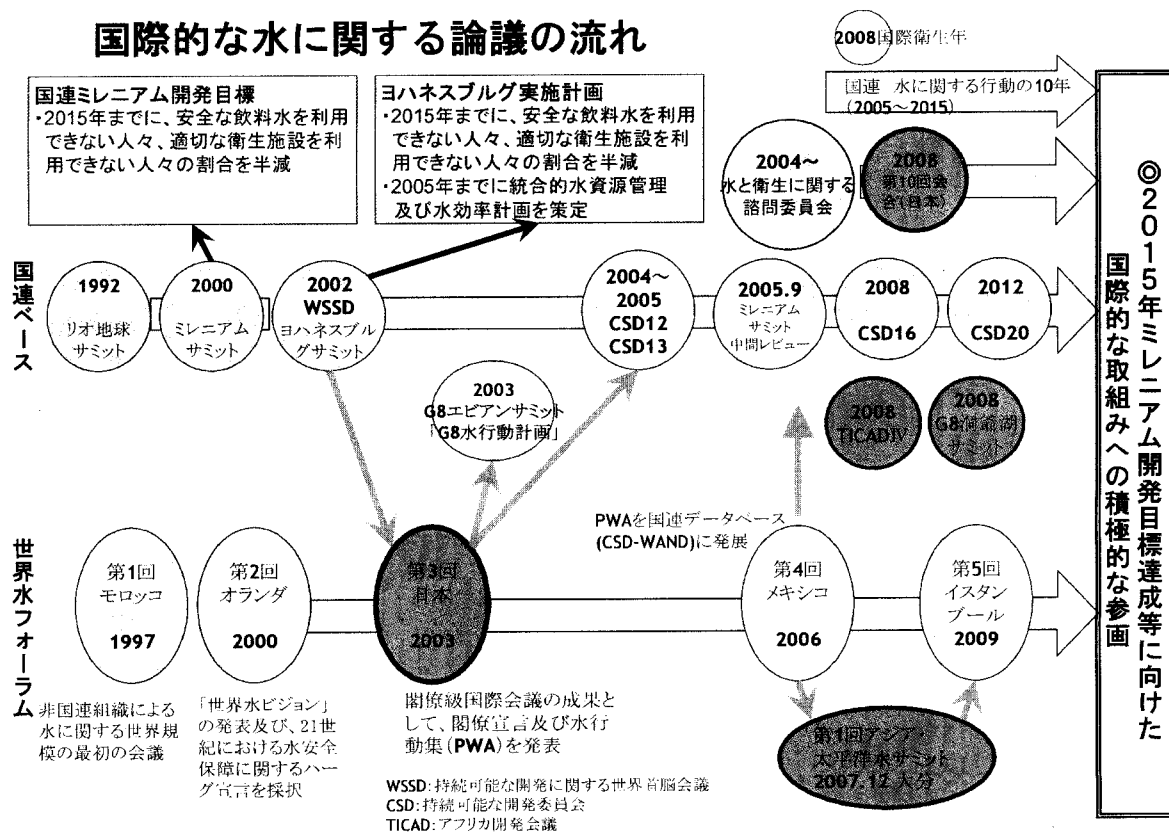 国際的な水に関する論議の流れ
2008国際衛生年
国連　水に関する行動の10年
(2005～2015)
国連ミレニアム開発目標
・2015年までに、安全な飲料水を利用
できない人々、適切な衛生施設を利
用できない人々の割合を半減
ヨハネスブルグ実施計画
・2015年までに、安全な飲料水を利用
できない人々、適切な衛生施設を利
用できない人々の割合を半減
・2005年までに統合的水資源管理
及び水効率計画を策定
2004～
水と衛生に関する
諮問委員会
2008
第10回会
合(日本)
国連ベース
1992
リオ地球
サミット
2000
ミレニアム
サミット
2002
WSSD
ヨハネスブル
グサミット
2004～
2005
CSD12
CSD13
2005.9
ミレニアム
サミット
中間レビュー
2008
CSD16
2012
CSD20
2003
G8エビアンサミット
「G8水行動計画」
2008
TICADIV
2008
G8洞爺湖
サミット
PWAを国連データベース
(CSD-WAND)に発展
世界水フォーラム
第1回
モロッコ
1997
第2回
オランダ
2000
第3回
日本
2003
第4回
メキシコ
2006
第5回
イスタン
ブール
2009
非国連組織による
水に関する世界規
模の最初の会議
「世界水ビジョン」
の発表及び、21世
紀における水安全
保障に関するハー
グ宣言を採択
閣僚級国際会議の成果と
して、閣僚宣言及び水行
動集(PWA)を発表
第1回アジア・
太平洋水サミット
2007.12 大分
WSSD:持続可能な開発に関する世界首脳会議
CSD:持続可能な開発委員会
TICAD:アフリカ開発会議
◎2015年ミレニアム開発目標達成等に向けた
国際的な取組みへの積極的な参画